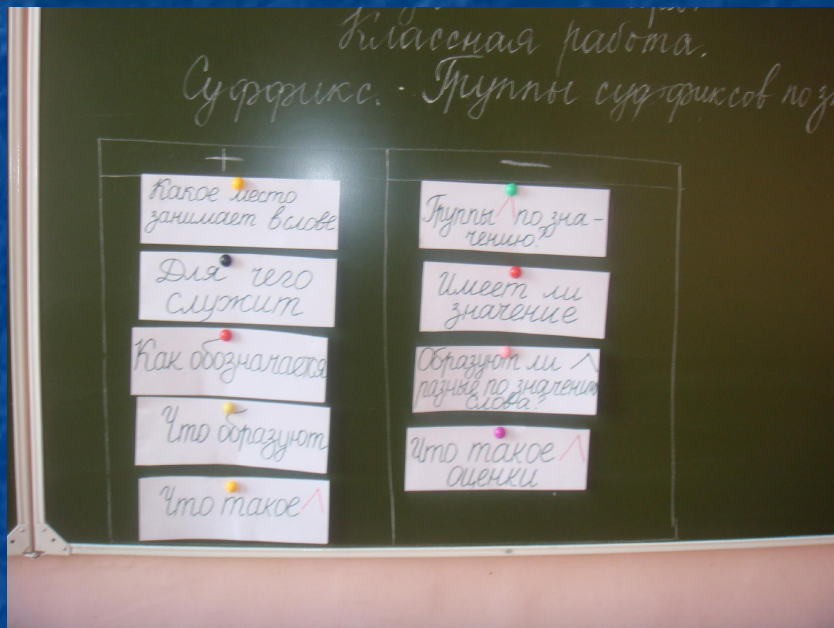 Классная работа.
Суффикс. Группы суффиксов по з
+
Какое место
занимает в слове
Для чего
служит
Как обозначается
Что образуют
Что такое ^
—
Группы ^ по зна-
чению?
Имеет ли
значение
Образуют ли ^
разные по значению
слова?
Что такое ^
оценки